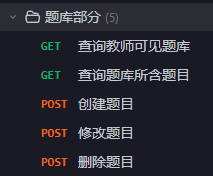 题库部分 (5)
GET 查询教师可见题库
GET 查询题库所含题目
POST 创建题目
POST 修改题目
POST 删除题目